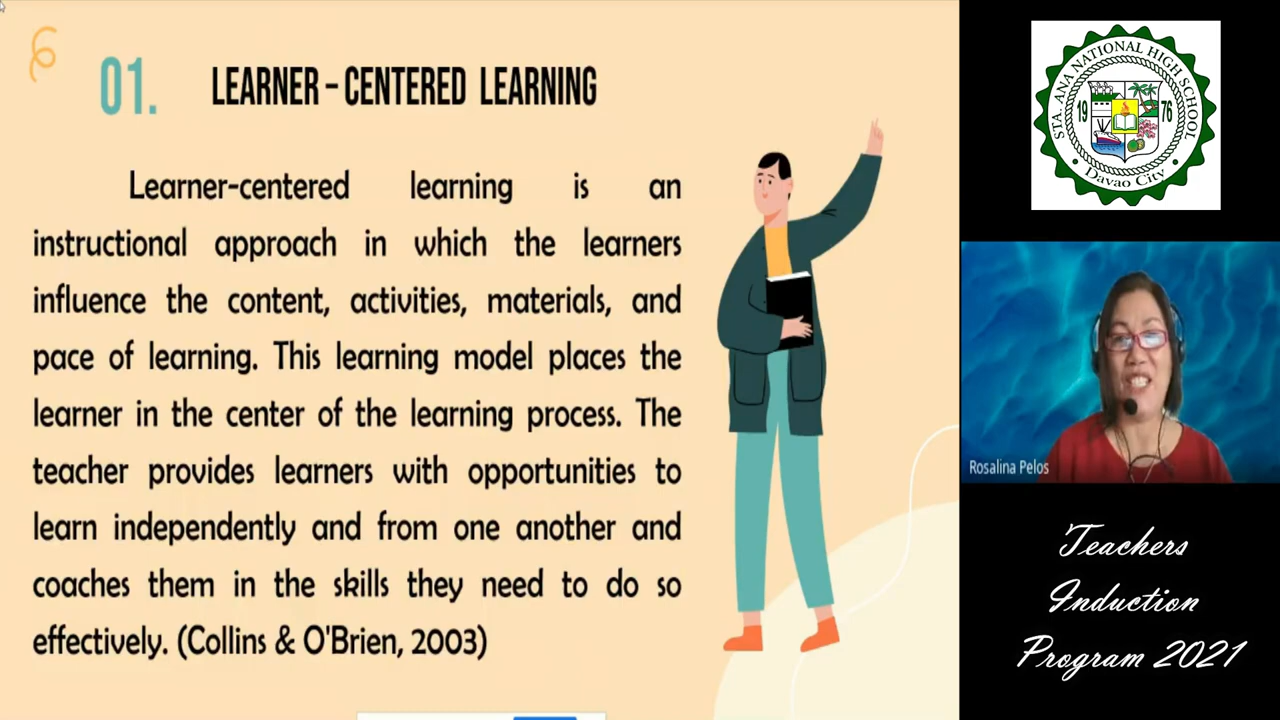 01.
LEARNER – CENTERED LEARNING
Learner-centered learning is an
instructional approach in which the learners
influence the content, activities, materials, and
pace of learning. This learning model places the
learner in the center of the learning process. The
teacher provides learners with opportunities to
learn independently and from one another and
coaches them in the skills they need to do so
effectively. (Collins & O'Brien, 2003)
STA. ANA NATIONAL HIGH SCHOOL
19 76
Davao City
Rosalina Pelos
Teachers
Induction
Program 2021